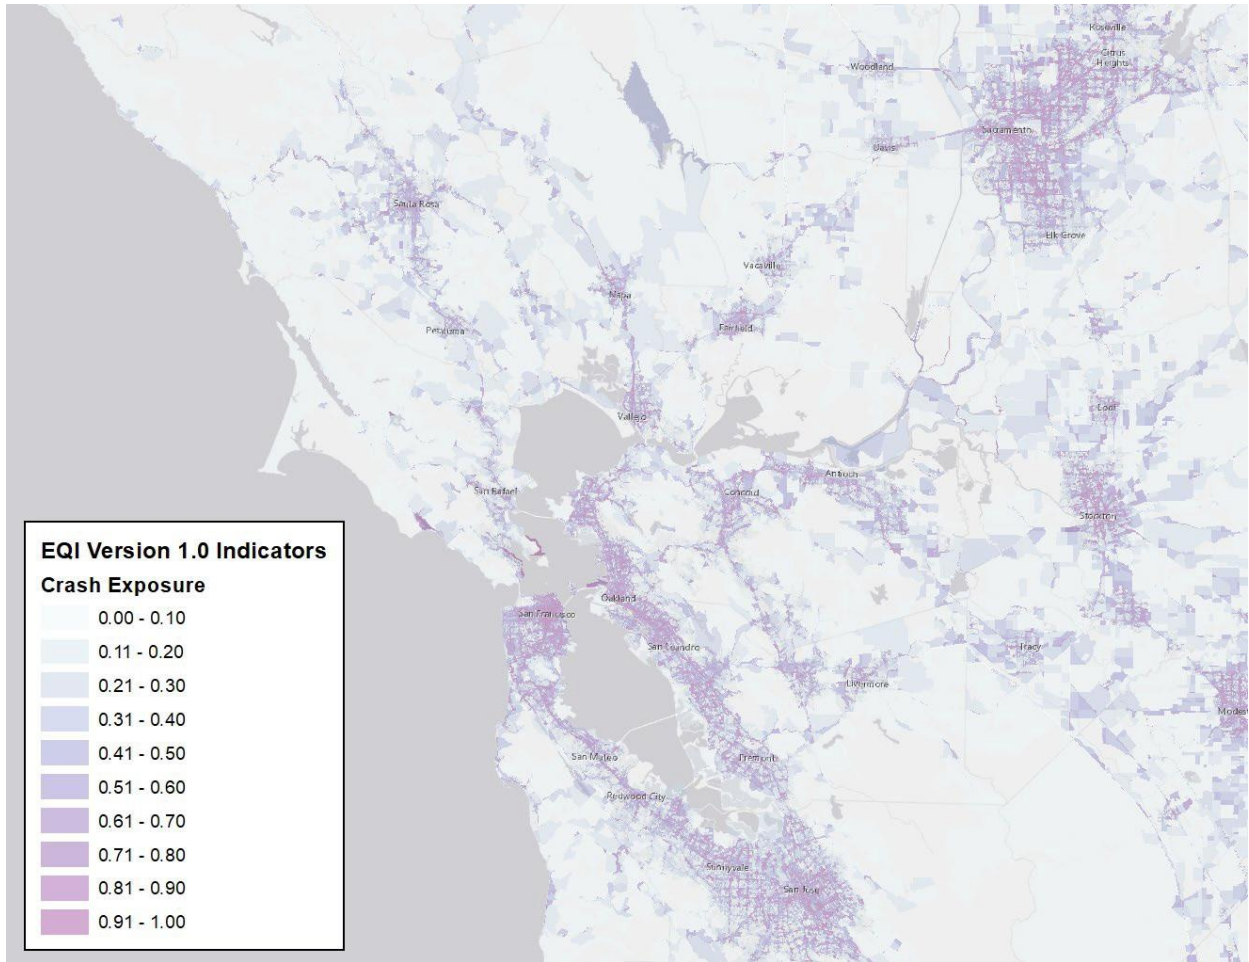 Roseville
Citrus
Heights
Woodland
Sacramento
Davis
Santa Rosa
Elk Grove
Vacaville
Napa
Fairfield
Petaluma
Vallejo
Lodi
Antioch
San Rafael
Concord
Stockton
EQI Version 1.0 Indicators
Crash Exposure
0.00 - 0.10
0.11 - 0.20
0.21 - 0.30
0.31 - 0.40
0.41 - 0.50
0.51 - 0.60
0.61 - 0.70
0.71 - 0.80
0.81 - 0.90
0.91 - 1.00
Oakland
San Francisco
San Leandro
Tracy
Livermore
Modest
San Mateo
Fremont
Redwood City
Sunnyvale
San Jose